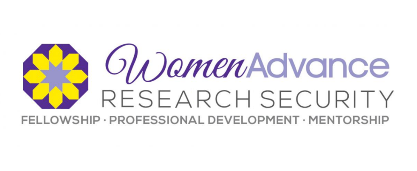 WomenAdvance
RESEARCH SECURITY
FELLOWSHIP · PROFESSIONAL DEVELOPMENT · MENTORSHIP